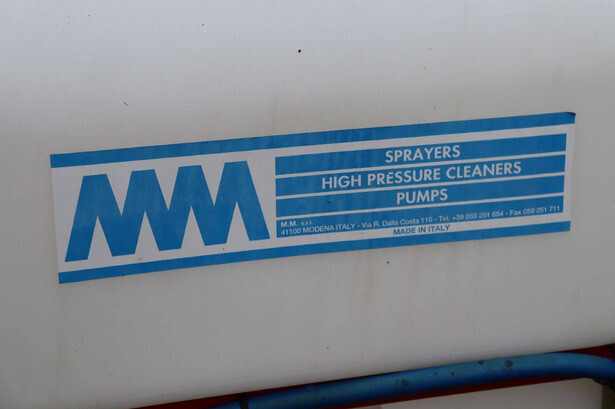 MM
SPRAYERS
HIGH PRESSURE CLEANERS
PUMPS
M.M. s.r.l.
41100 MODENA ITALY - Via R. Dalla Costa 110 - Tel. +39 059 251 654 - Fax 059 251 711
MADE IN ITALY